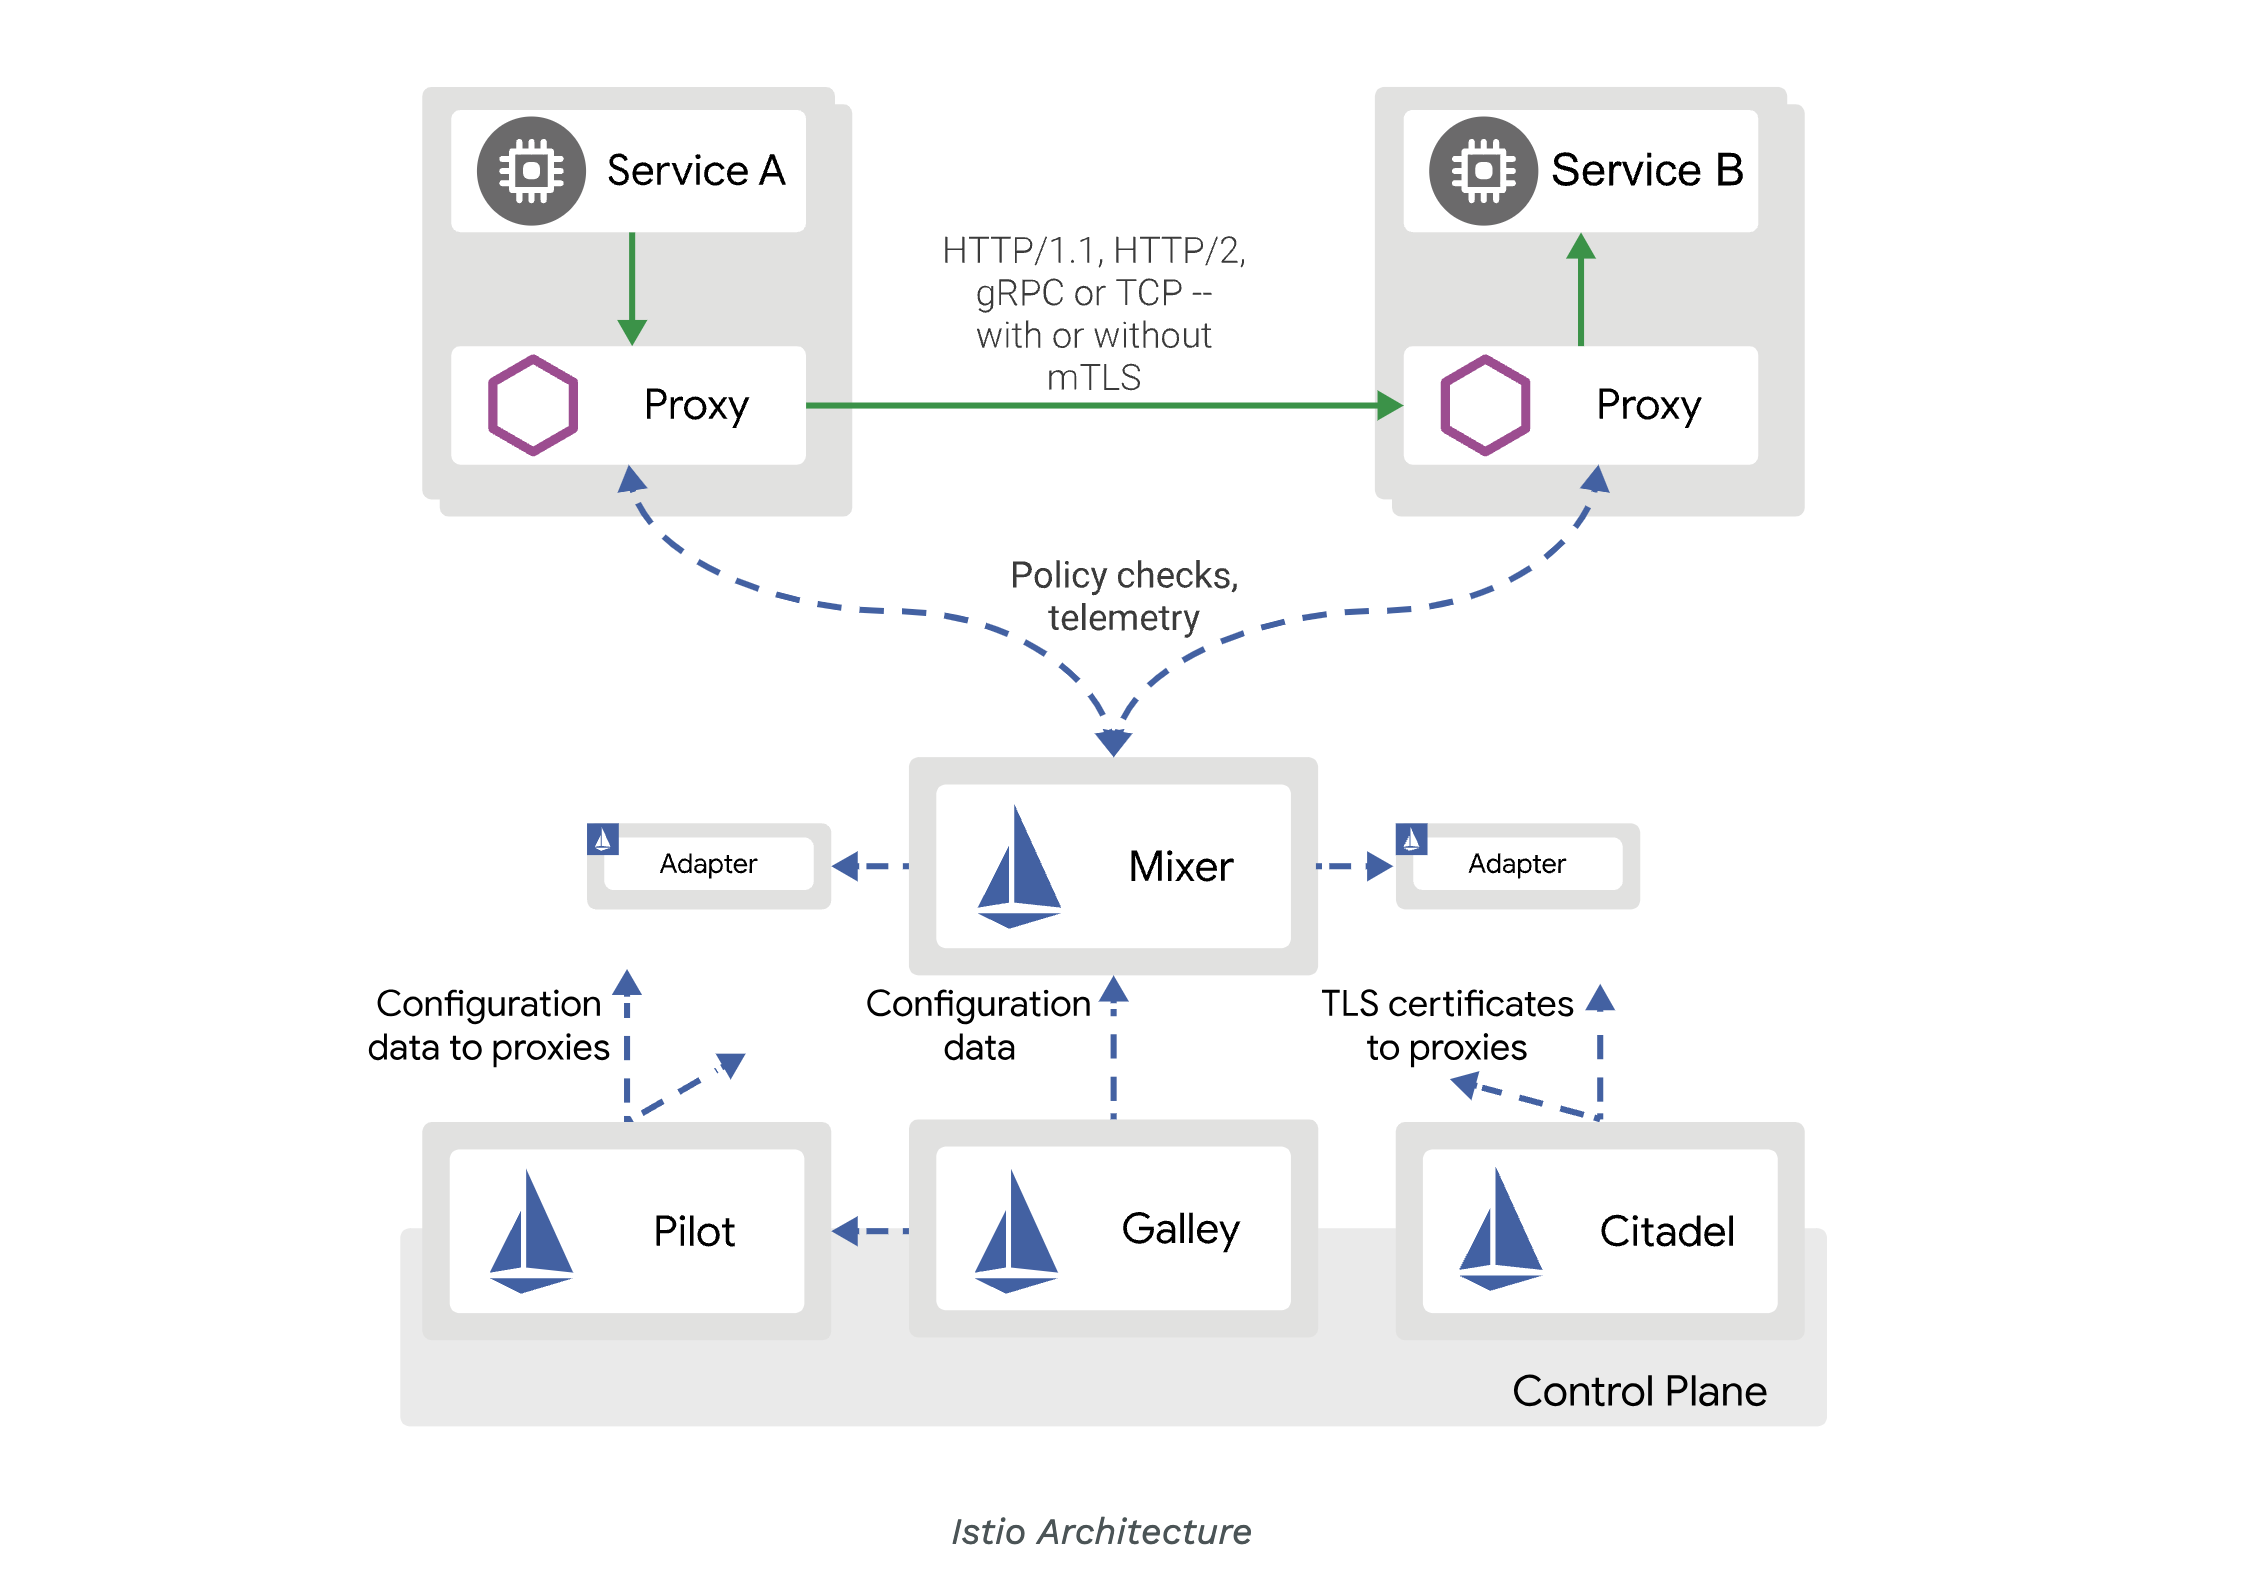 Service A
Service B
HTTP/1.1, HTTP/2,
gRPC or TCP --
with or without
mTLS
Proxy
Proxy
Policy checks,
telemetry
Adapter
Mixer
Adapter
Configuration
data to proxies
Configuration
data
TLS certificates
to proxies
Pilot
Galley
Citadel
Control Plane
Istio Architecture